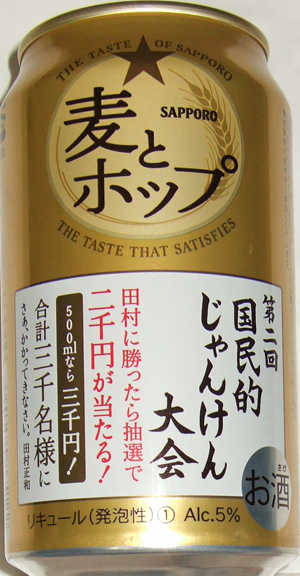 THE TASTE OF SAPPORO
SAPPORO
麦と
ホップ
THE TASTE THAT SATISFIES
第二回
国民的
じゃんけん
大会
田村に勝ったら抽選で
二千円が当たる!
500mlなら三千円!
合計三千名様に
さあ、かかってきなさい。田村正和
さけ
お酒
リキュール(発泡性)① Alc.5%